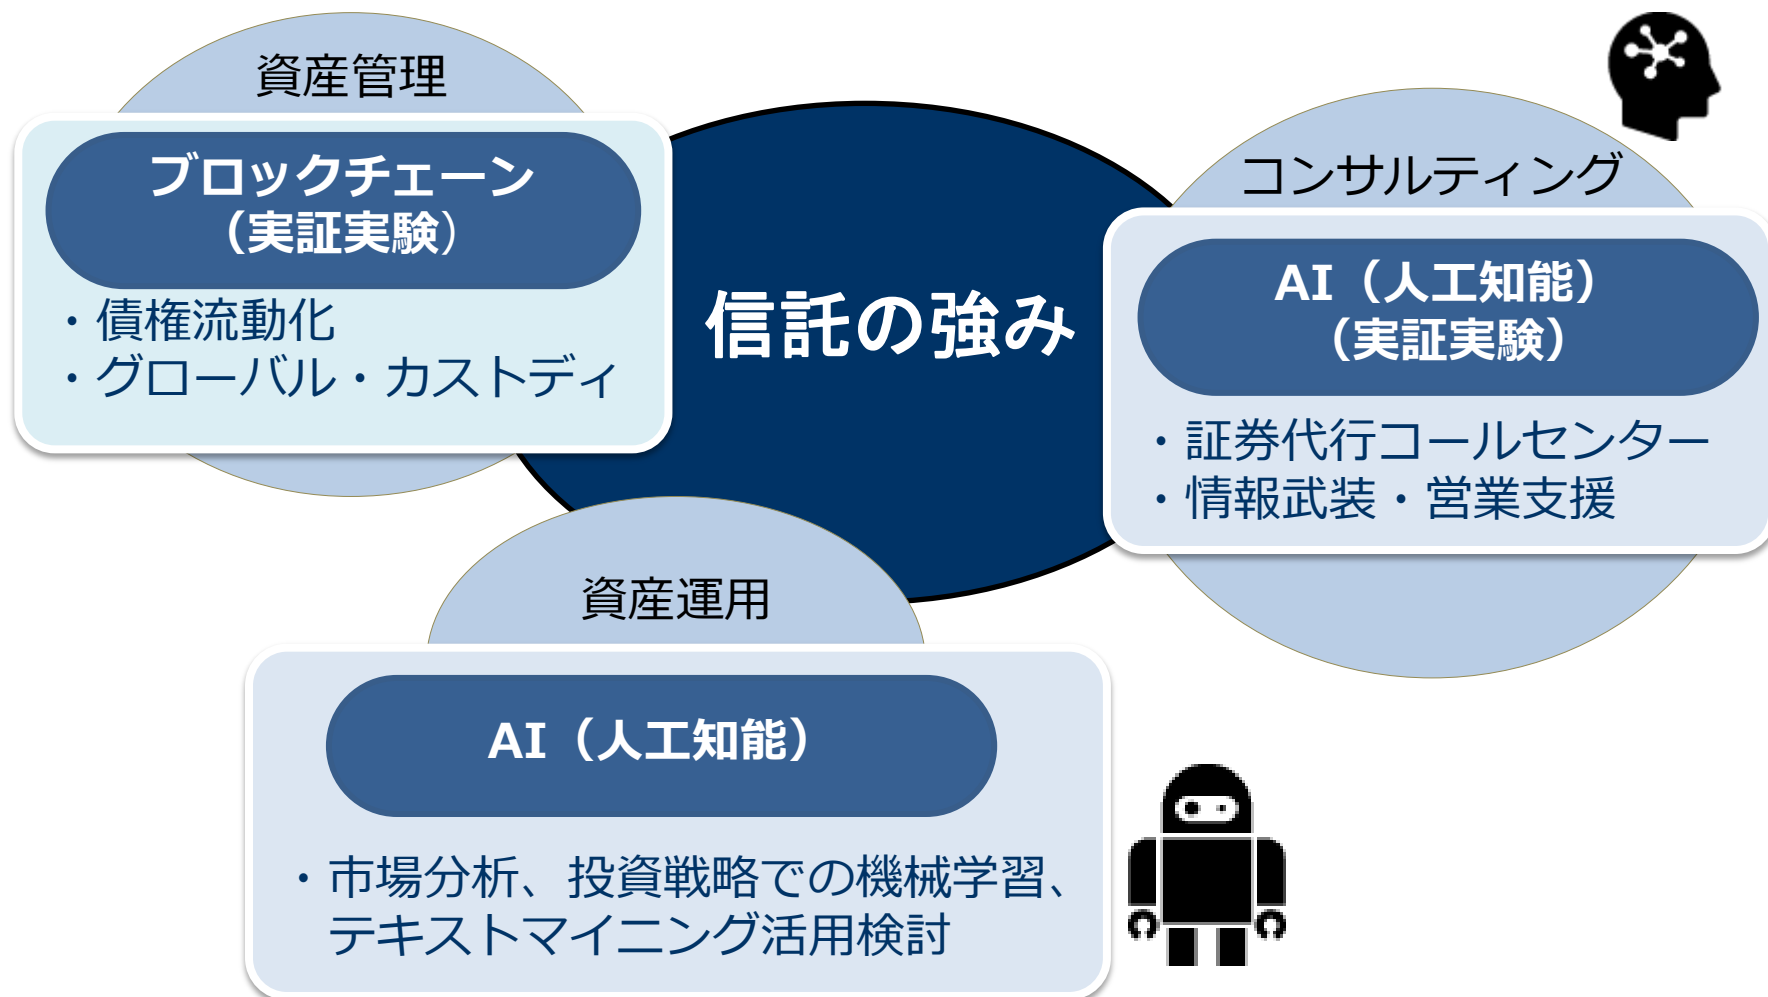 資産管理
ブロックチェーン
（実証実験）
・債権流動化
・グローバル・カストディ
信託の強み
コンサルティング
AI（人工知能）
（実証実験）
・証券代行コールセンター
・情報武装・営業支援
資産運用
AI（人工知能）
・市場分析、投資戦略での機械学習、
テキストマイニング活用検討